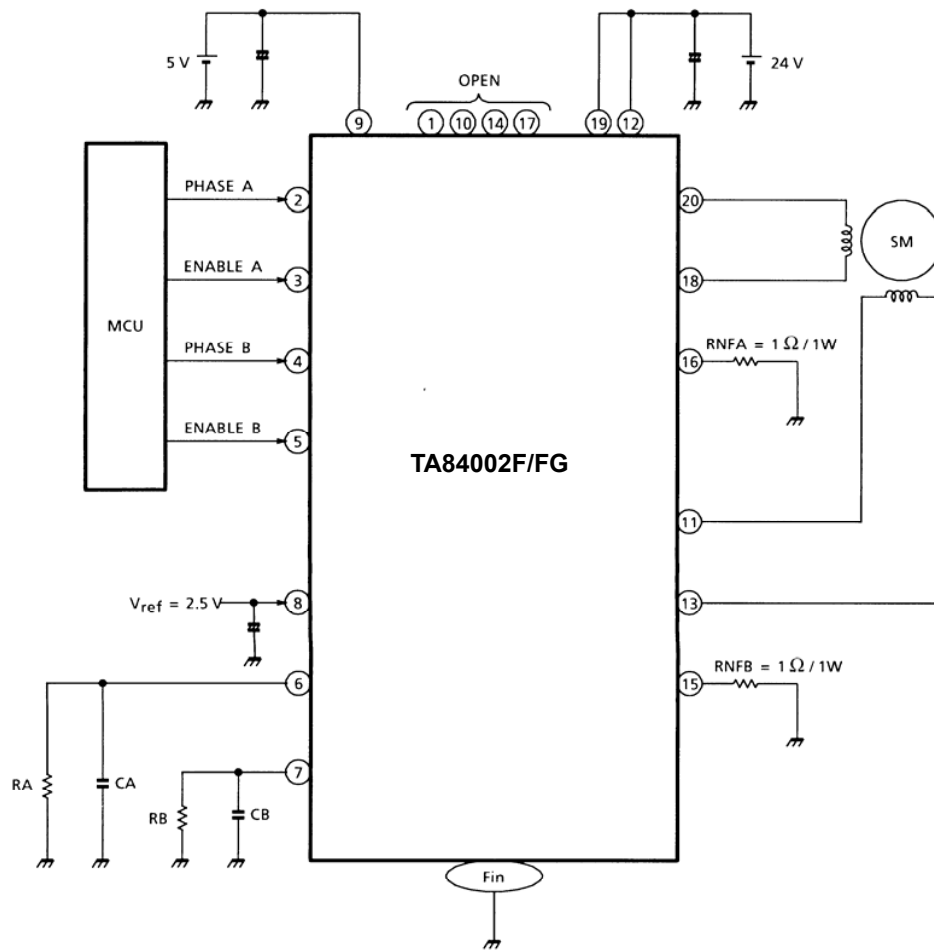 5 V
24 V
OPEN
9
1
10
14
17
19
12
MCU
PHASE A
2
20
SM
ENABLE A
3
18
PHASE B
4
16
RNFA = 1 Ω / 1W
ENABLE B
5
TA84002F/FG
11
Vref = 2.5 V
8
13
6
15
RNFB = 1 Ω / 1W
7
RA
CA
RB
CB
Fin